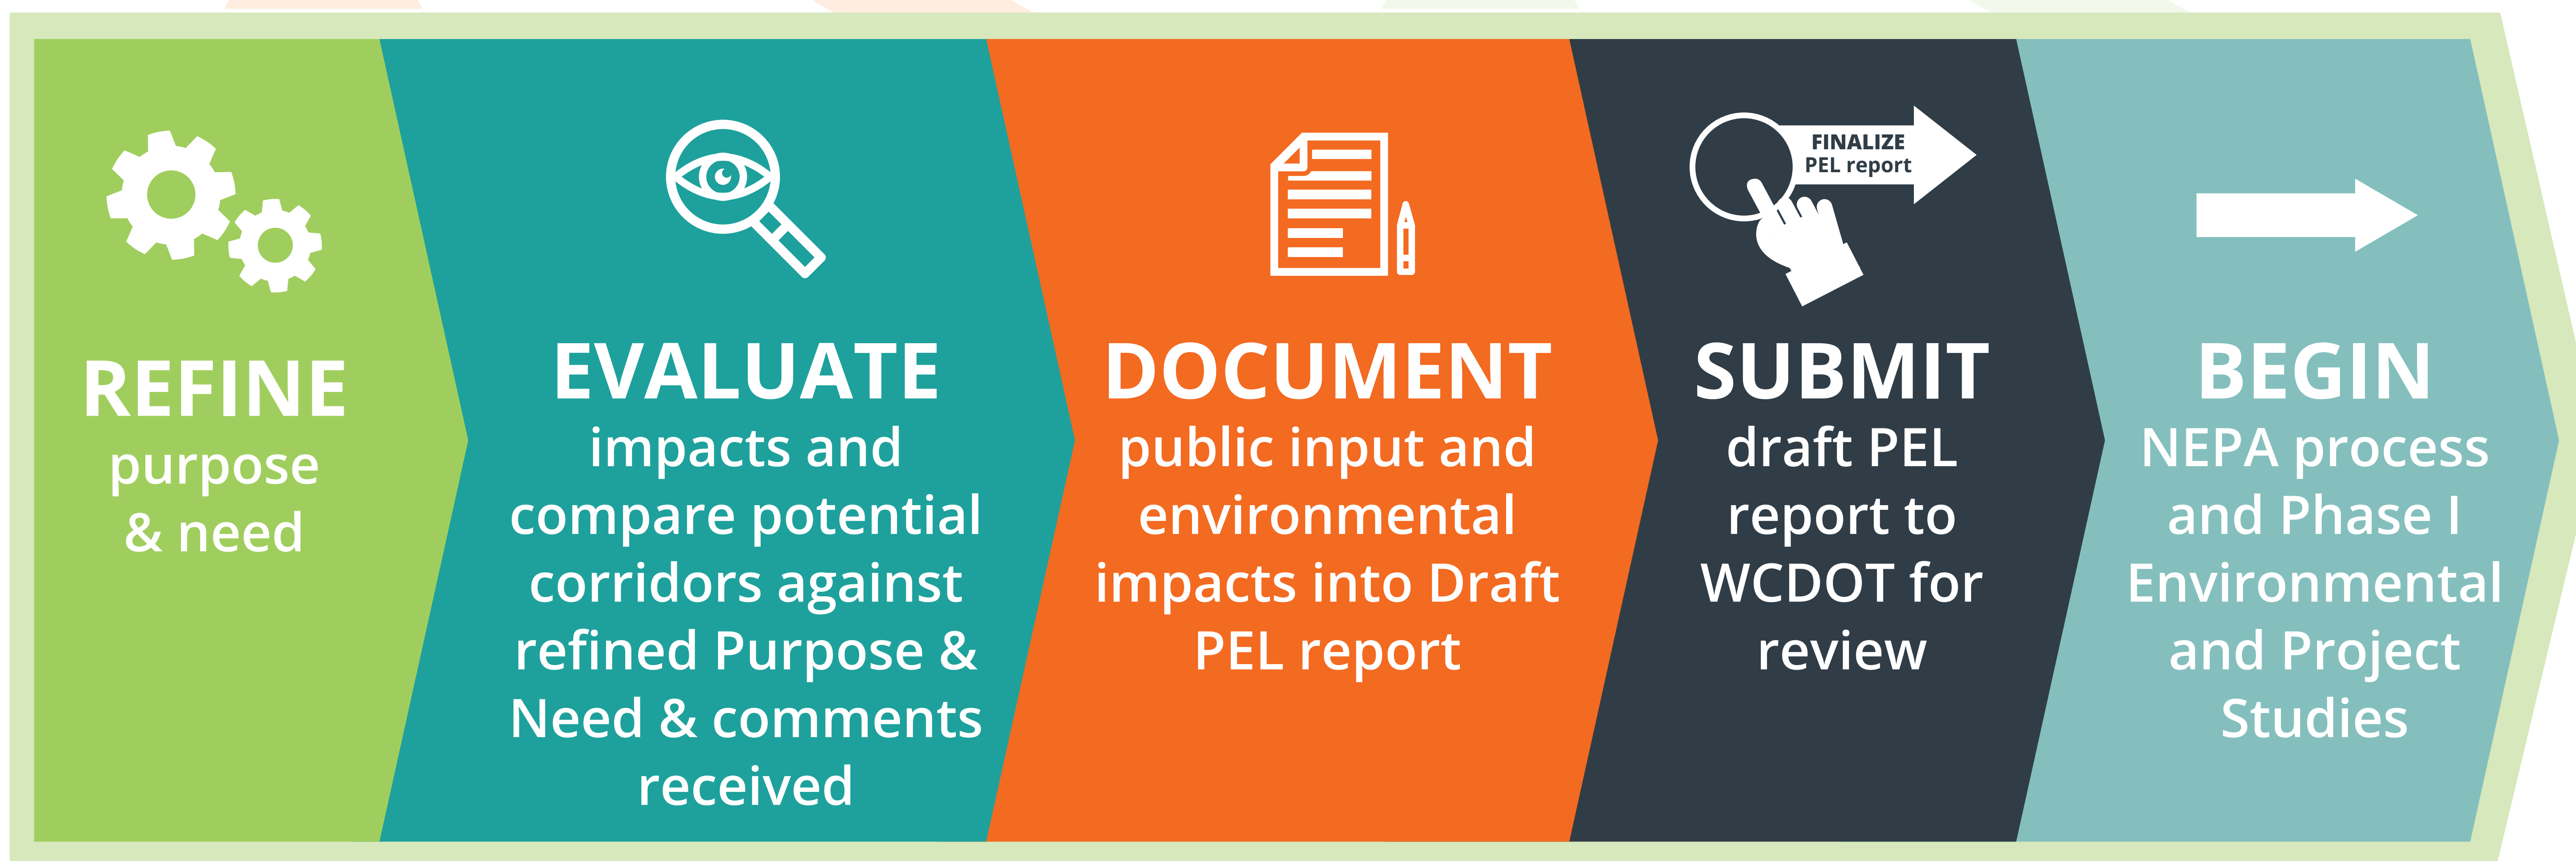 REFINE
purpose
& need
EVALUATE
impacts and
compare potential
corridors against
refined Purpose &
Need & comments
received
DOCUMENT
public input and
environmental
impacts into Draft
PEL report
FINALIZE
PEL report
SUBMIT
draft PEL
report to
WCDOT for
review
BEGIN
NEPA process
and Phase I
Environmental
and Project
Studies